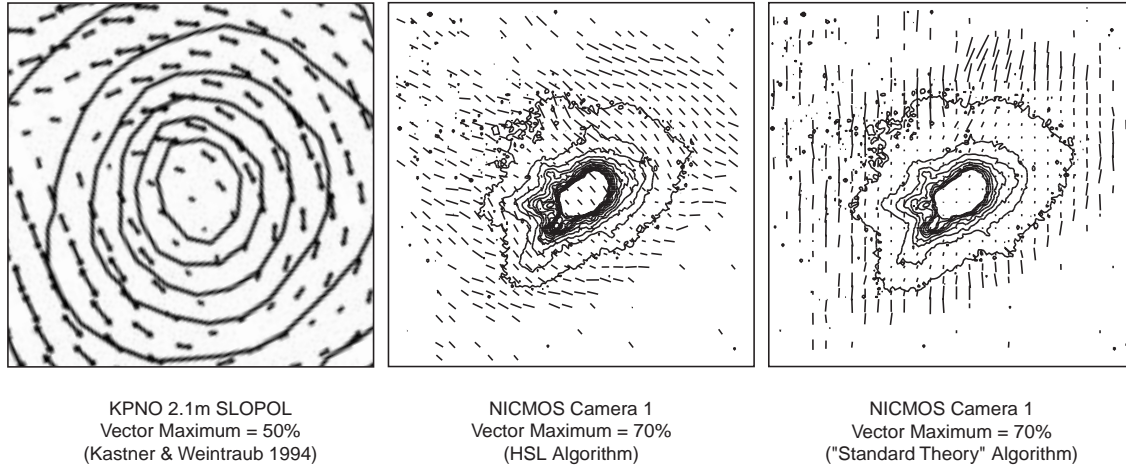 KPNO 2.1m SLOPOL
Vector Maximum = 50%
(Kastner & Weintraub 1994)
NICMOS Camera 1
Vector Maximum = 70%
(HSL Algorithm)
NICMOS Camera 1
Vector Maximum = 70%
("Standard Theory" Algorithm)